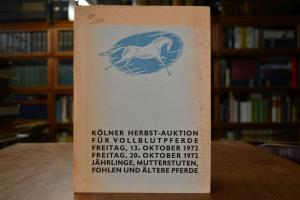 KÖLNER HERBST-AUKTION
FÜR VOLLBLUTPFERDE
FREITAG, 13. OKTOBER 1972
FREITAG, 20. OKTOBER 1972
JÄHRLINGE, MUTTERSTUTEN,
FOHLEN UND ÄLTERE PFERDE